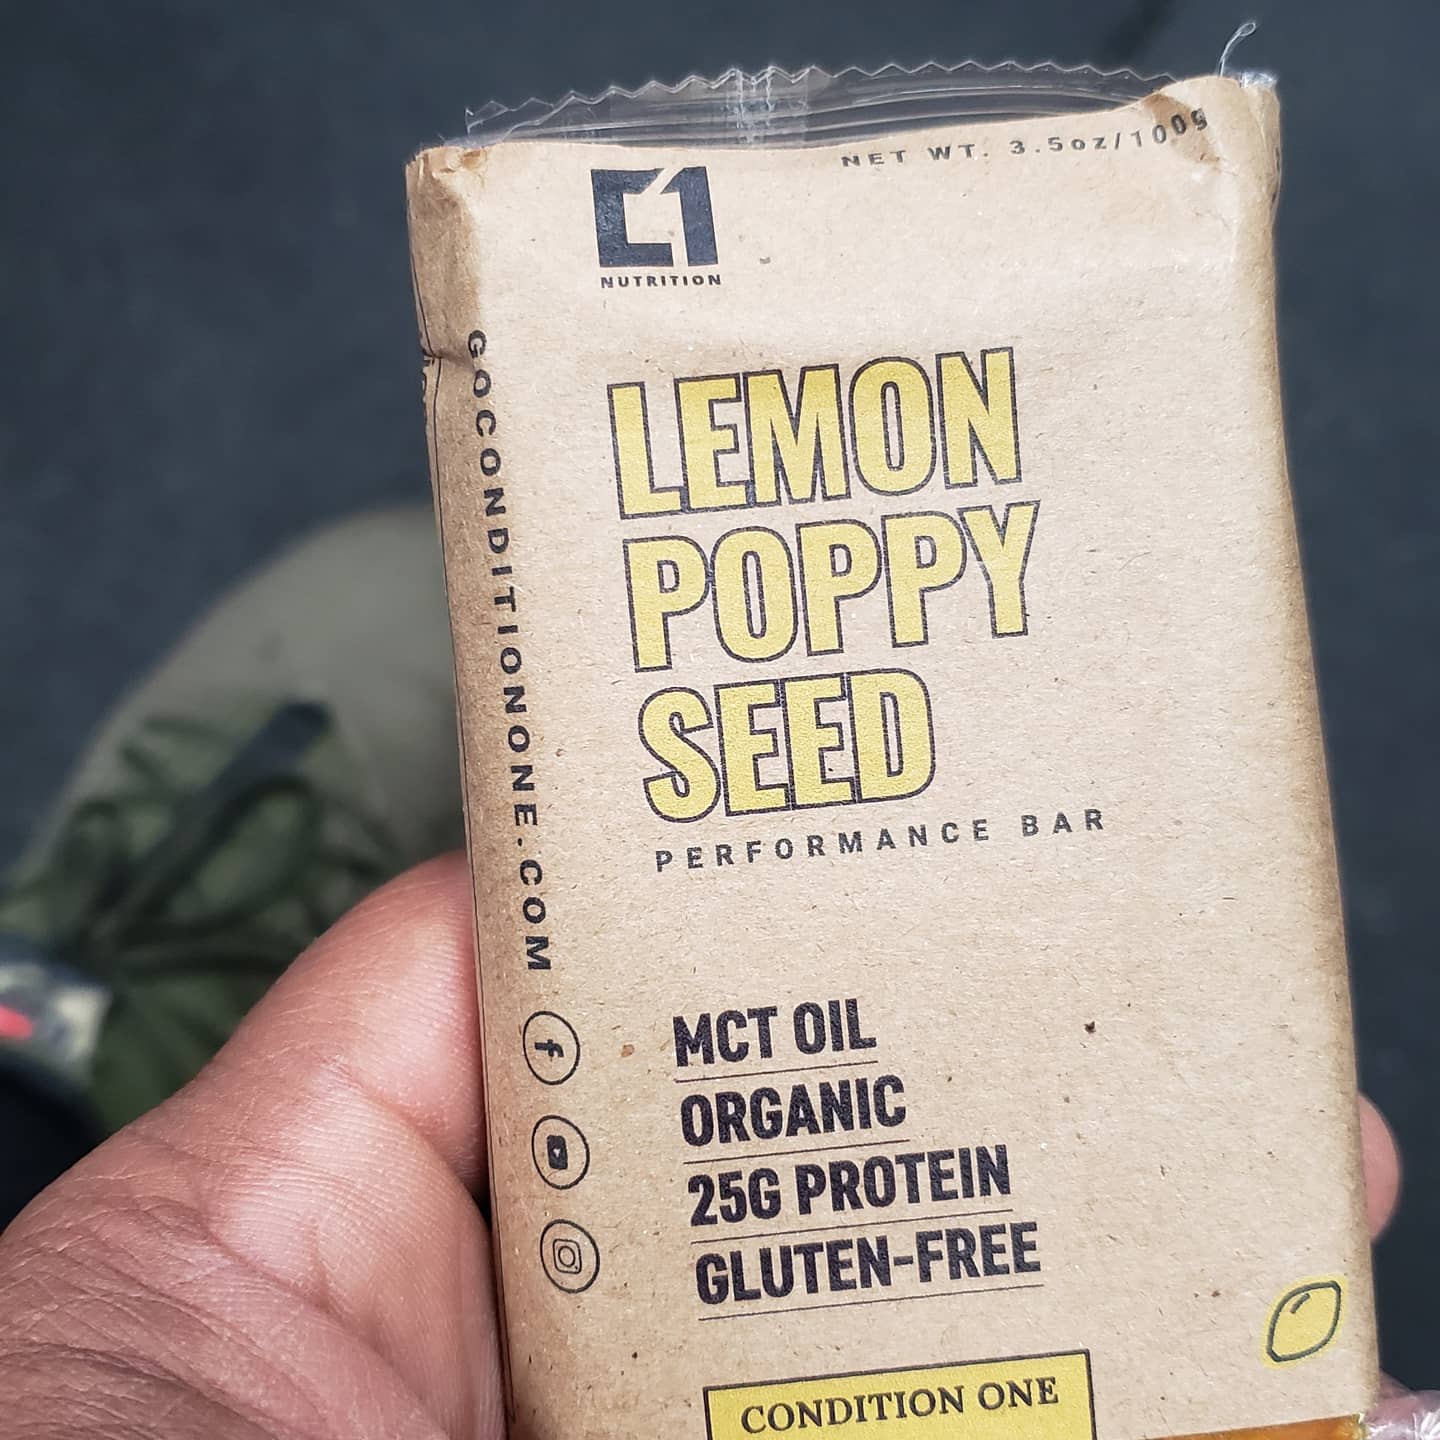 NET WT. 3.5oz/100g
C1
NUTRITION
GOCONDITIONONE.COM
LEMON
POPPY
SEED
PERFORMANCE BAR
MCT OIL
ORGANIC
25G PROTEIN
GLUTEN-FREE
CONDITION ONE